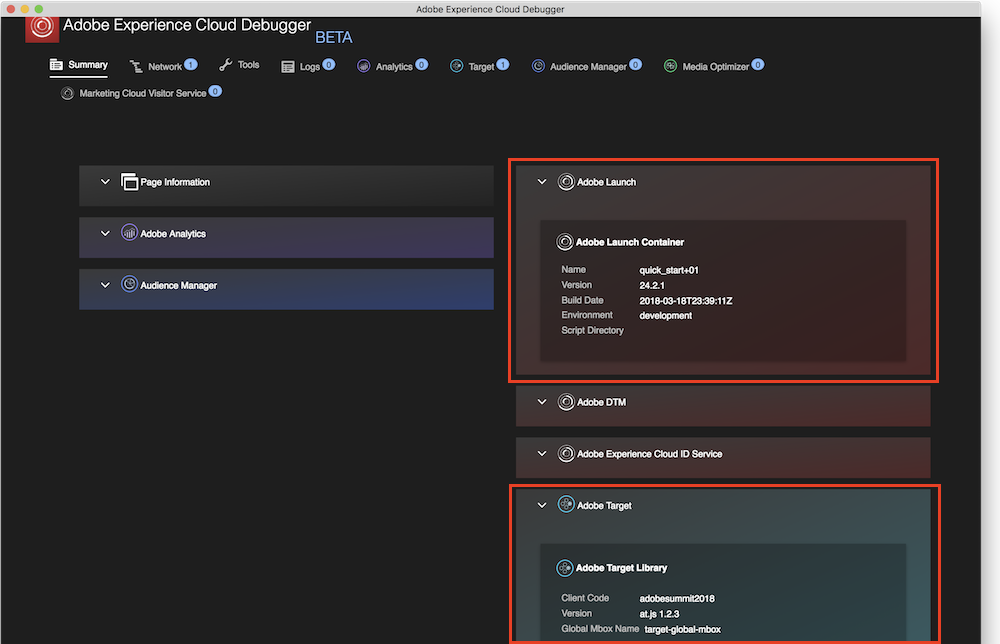 Adobe Experience Cloud Debugger
Adobe Experience Cloud Debugger BETA
Summary Network 1 Tools Logs 0 Analytics 0 Target 1 Audience Manager 0 Media Optimizer 0
Marketing Cloud Visitor Service 0
Page Information
Adobe Analytics
Audience Manager
Adobe Launch
Adobe Launch Container
Name quick_start+01
Version 24.2.1
Build Date 2018-03-18T23:39:11Z
Environment development
Script Directory
Adobe DTM
Adobe Experience Cloud ID Service
Adobe Target
Adobe Target Library
Client Code adobesummit2018
Version at.js 1.2.3
Global Mbox Name target-global-mbox